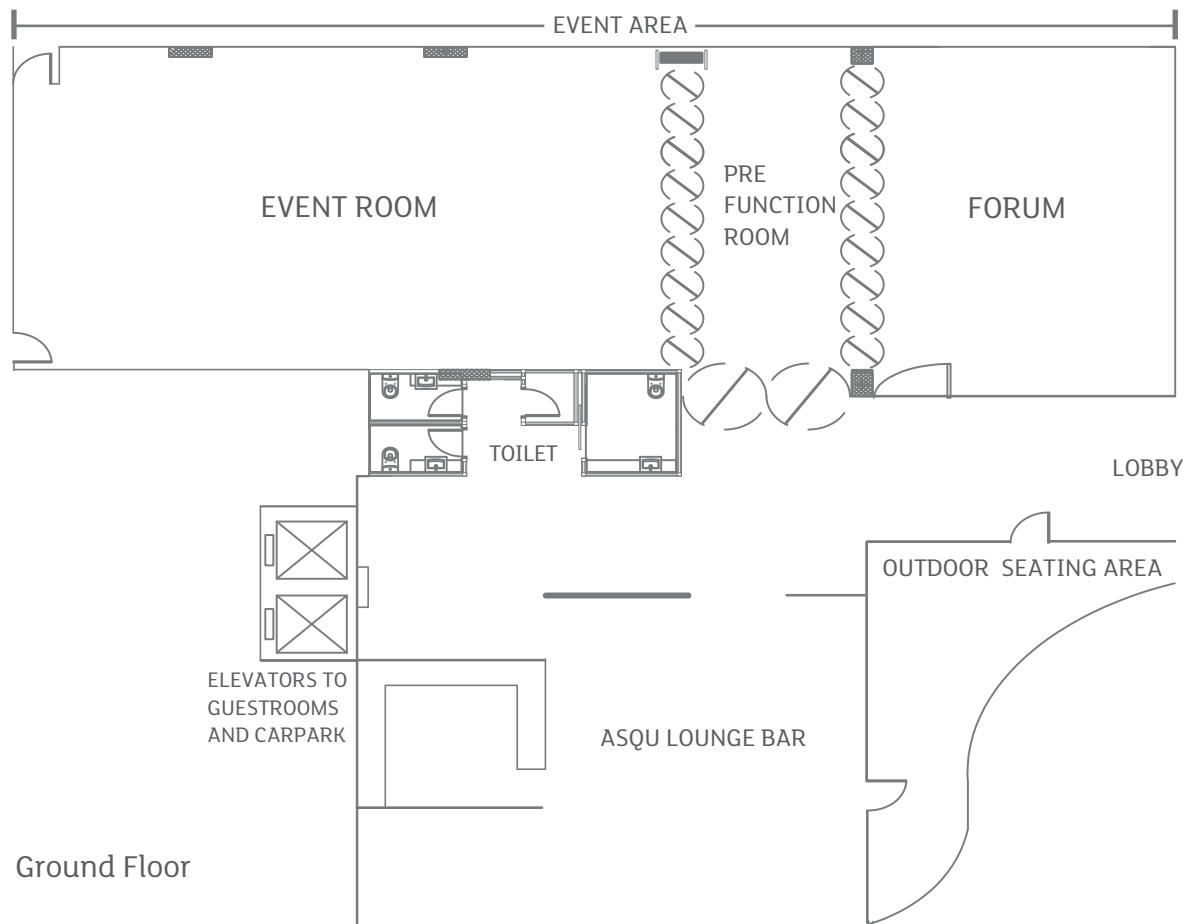 EVENT AREA
EVENT ROOM
PRE
FUNCTION
ROOM
FORUM
TOILET
LOBBY
OUTDOOR SEATING AREA
ELEVATORS TO
GUESTROOMS
AND CARPARK
ASQU LOUNGE BAR
Ground Floor